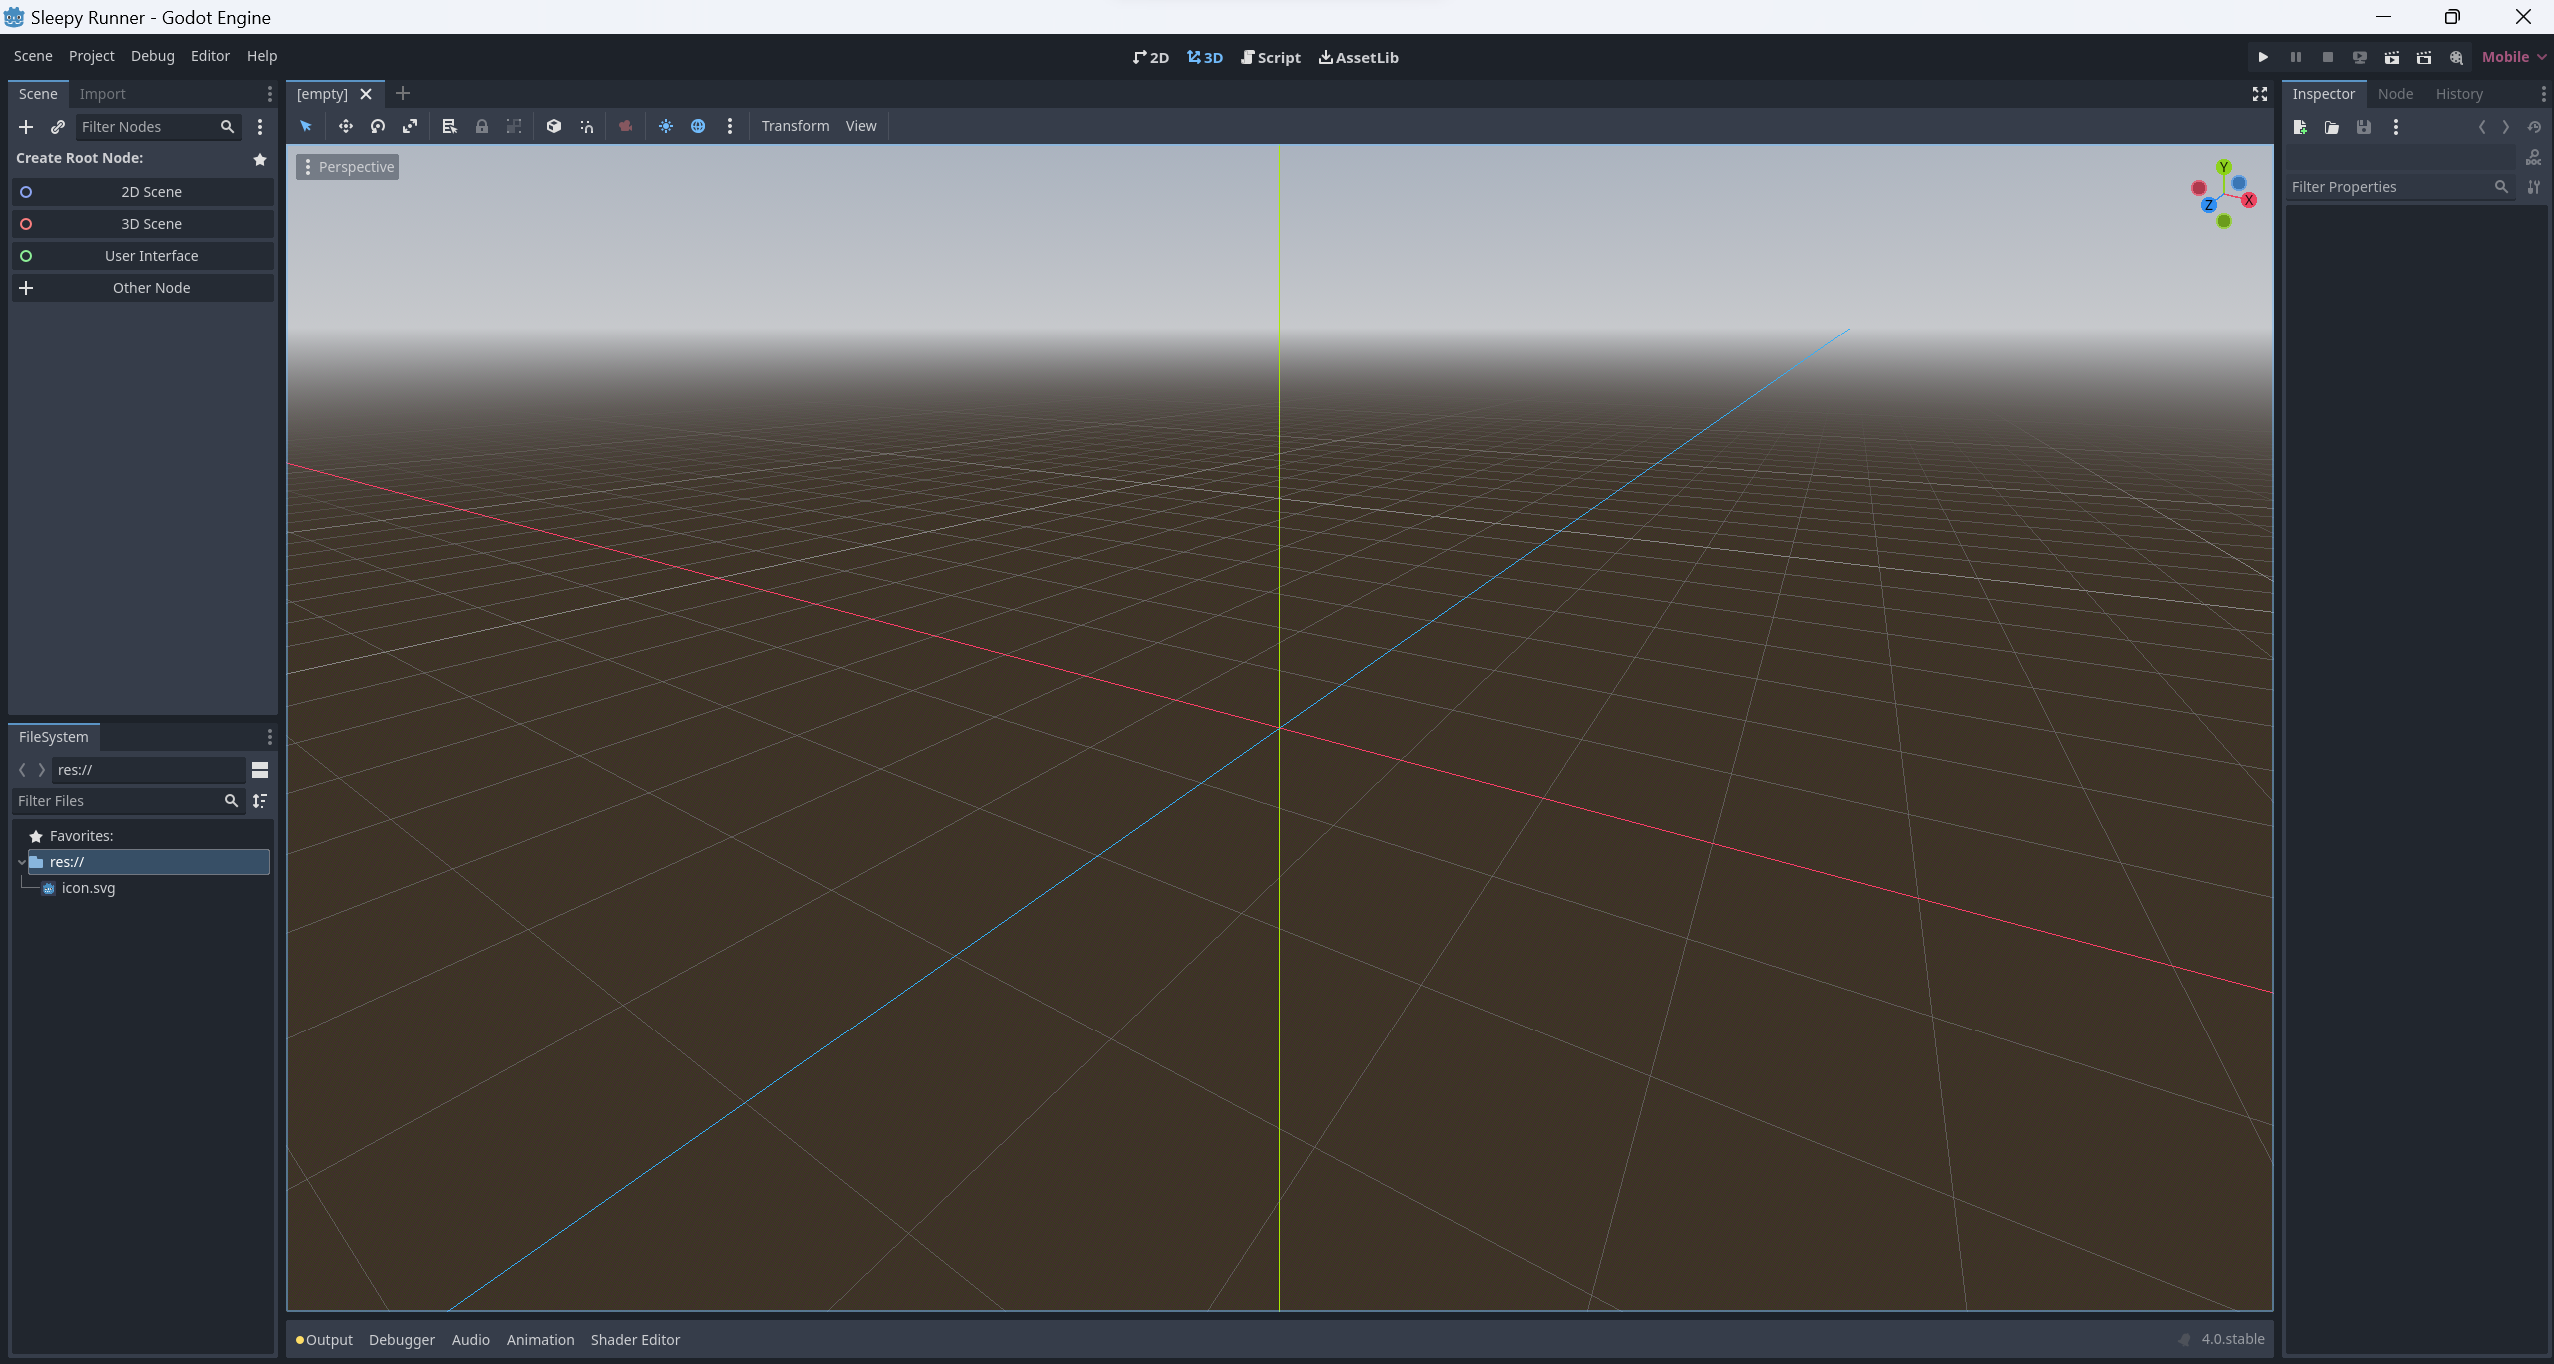 Sleepy Runner - Godot Engine
Scene Project Debug Editor Help
2D 3D Script AssetLib
Mobile
Scene Import
Filter Nodes
Create Root Node:
2D Scene
3D Scene
User Interface
Other Node
[empty]
Transform View
Perspective
Y
X
Z
Inspector Node History
DOC
Filter Properties
FileSystem
res://
Filter Files
Favorites:
res://
icon.svg
Output Debugger Audio Animation Shader Editor
4.0.stable